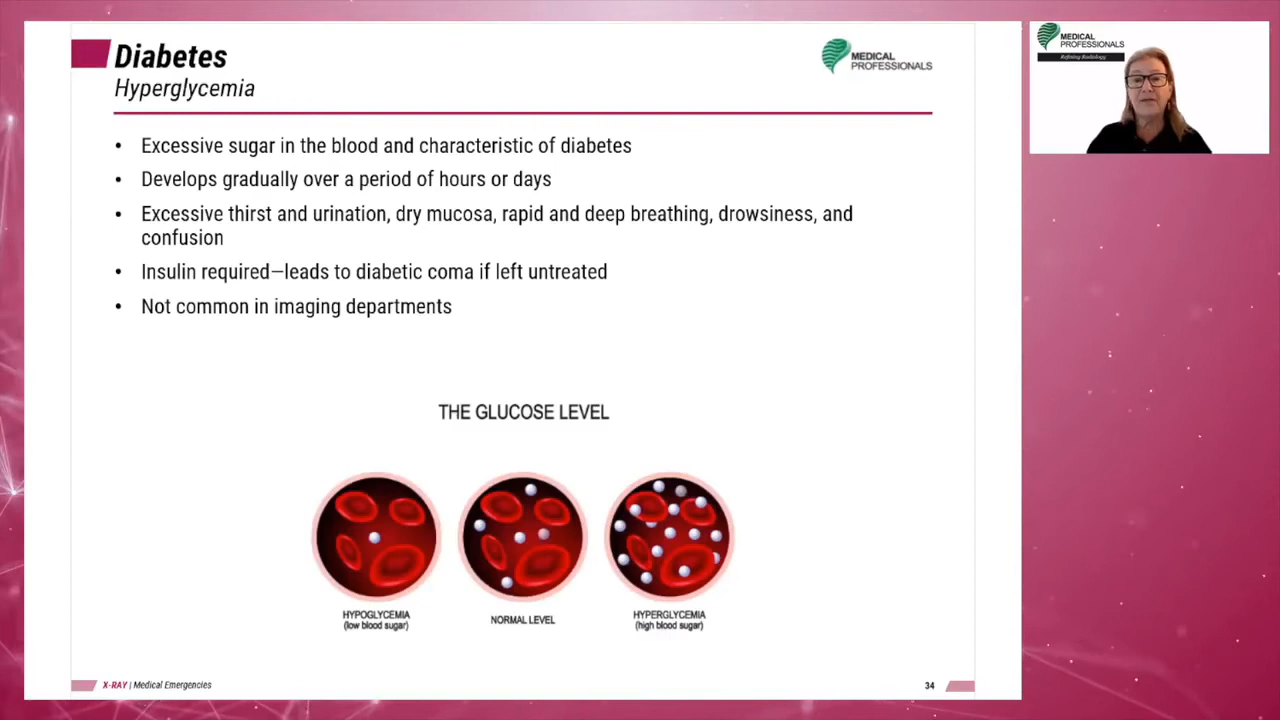 Diabetes
Hyperglycemia
MEDICAL
PROFESSIONALS
• Excessive sugar in the blood and characteristic of diabetes
• Develops gradually over a period of hours or days
• Excessive thirst and urination, dry mucosa, rapid and deep breathing, drowsiness, and
confusion
• Insulin required—leads to diabetic coma if left untreated
• Not common in imaging departments
THE GLUCOSE LEVEL
HYPOGLYCEMIA
(low blood sugar)
NORMAL LEVEL
HYPERGLYCEMIA
(high blood sugar)
X-RAY | Medical Emergencies
34
MEDICAL
PROFESSIONALS
Refining Radiology